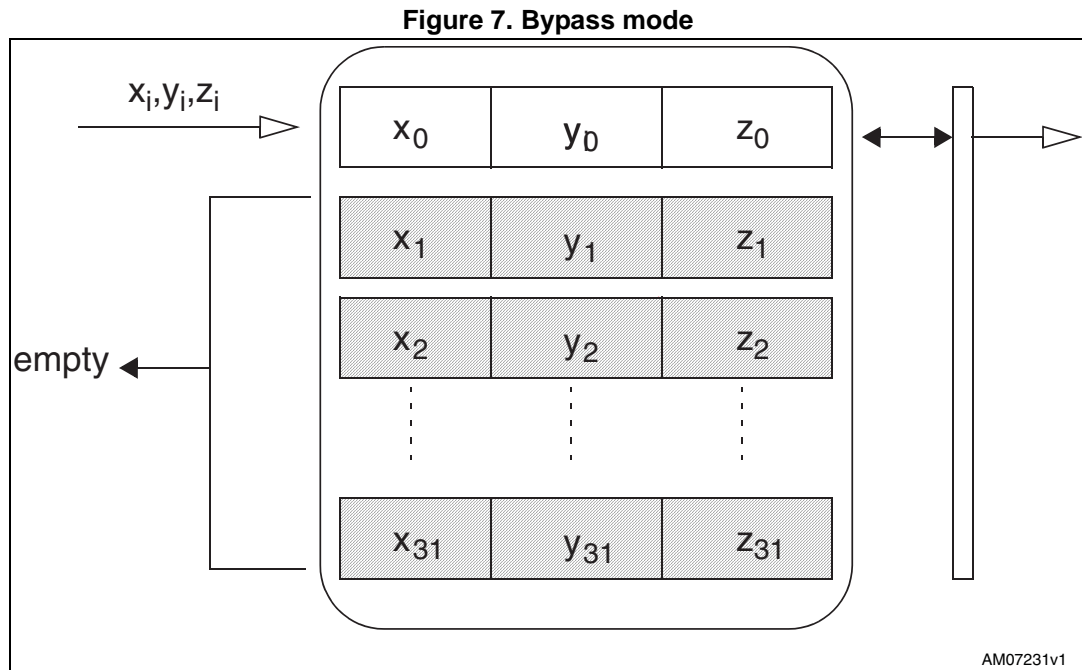 Figure 7. Bypass mode
xᵢ,yᵢ,zᵢ
x₀ y₀ z₀
x₁ y₁ z₁
x₂ y₂ z₂
empty
x₃₁ y₃₁ z₃₁
AM07231v1